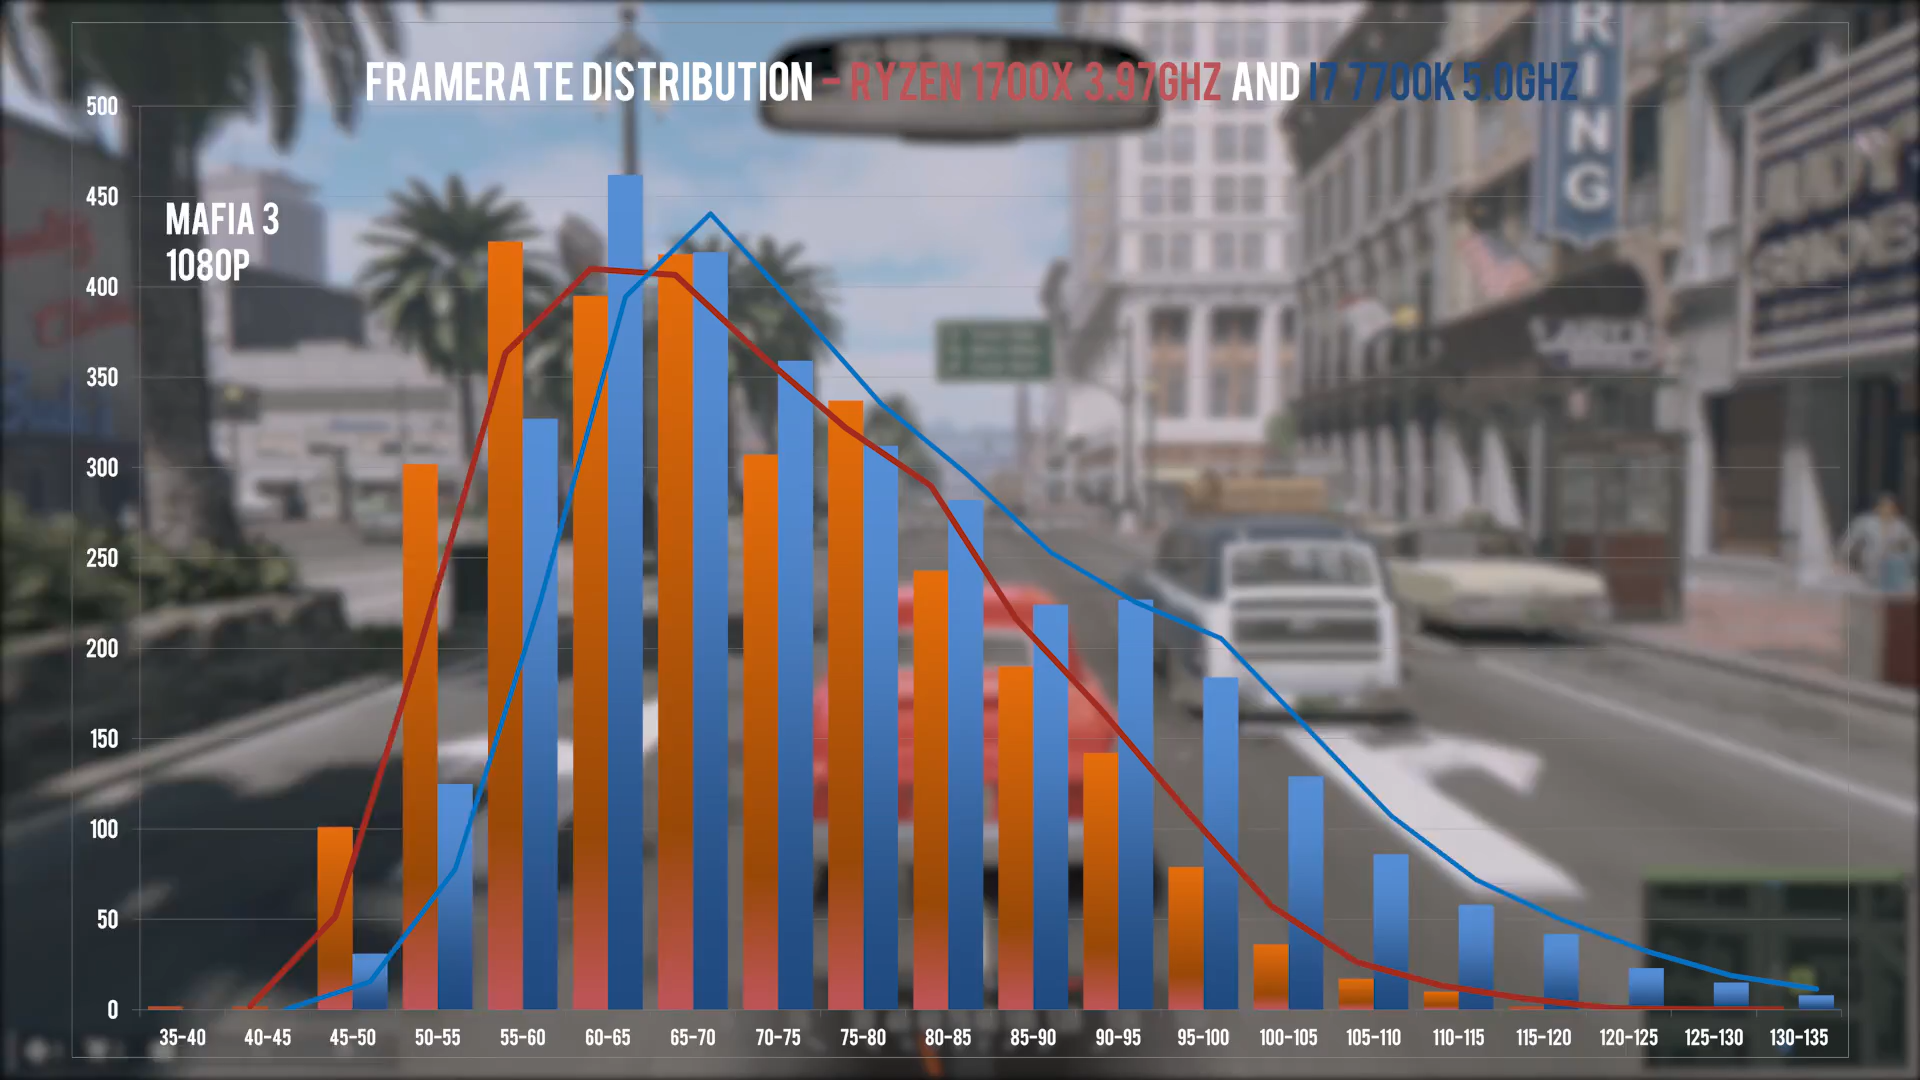 FRAMERATE DISTRIBUTION - RYZEN 1700X 3.97GHZ AND I7 7700K 5.0GHZ
MAFIA 3
1080P
500
450
400
350
300
250
200
150
100
50
0
35-40 40-45 45-50 50-55 55-60 60-65 65-70 70-75 75-80 80-85 85-90 90-95 95-100 100-105 105-110 110-115 115-120 120-125 125-130 130-135
RING